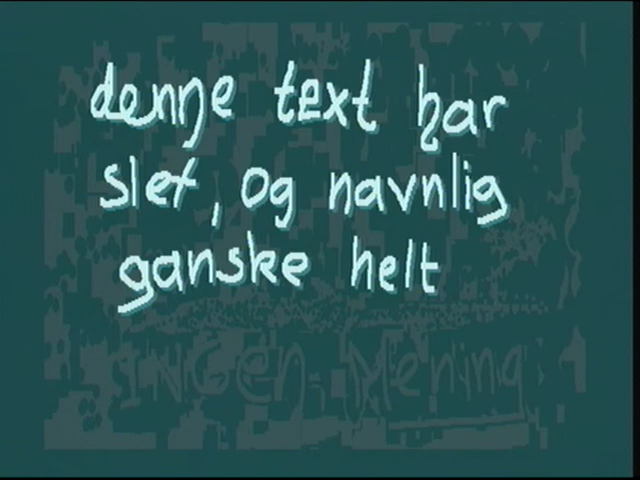 denne text har
slet, og navnlig
ganske helt
INGEN Mening